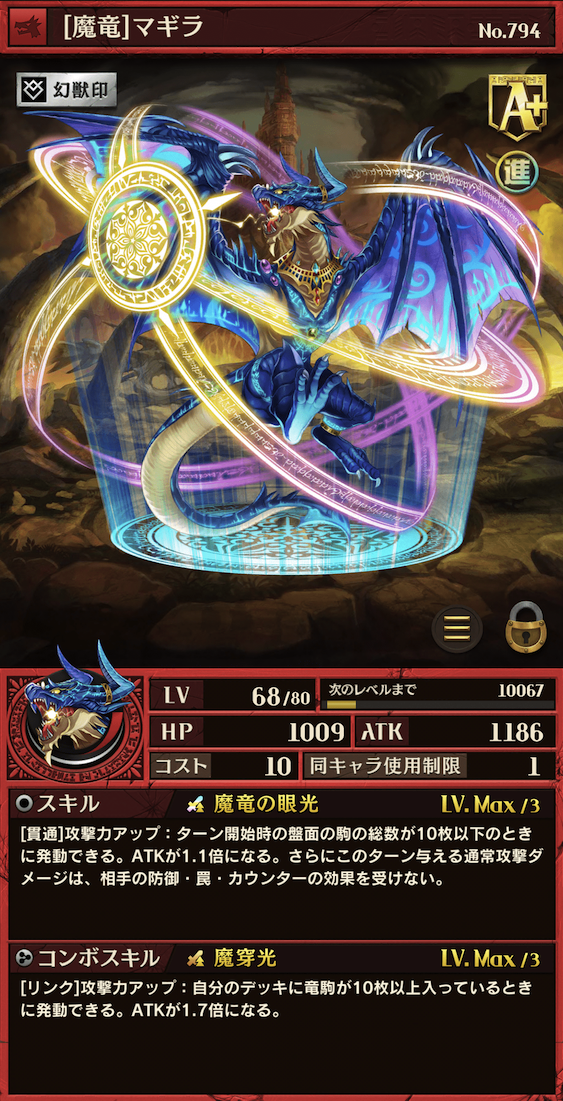 [魔竜]マギラ
No.794
幻獣印
A+
進
LV 68/80 次のレベルまで 10067
HP 1009 ATK 1186
コスト 10 同キャラ使用制限 1
スキル 魔竜の眼光 LV. Max /3
[貫通]攻撃力アップ：ターン開始時の盤面の駒の総数が10枚以下のとき
に発動できる。ATKが1.1倍になる。さらにこのターン与える通常攻撃ダ
メージは、相手の防御・罠・カウンターの効果を受けない。
コンボスキル 魔穿光 LV. Max /3
[リンク]攻撃力アップ：自分のデッキに竜駒が10枚以上入っているとき
に発動できる。ATKが1.7倍になる。